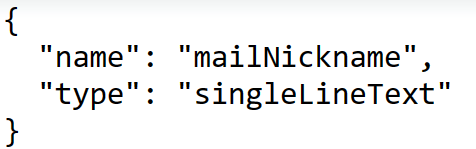 {
  "name": "mailNickname",
  "type": "singleLineText"
}